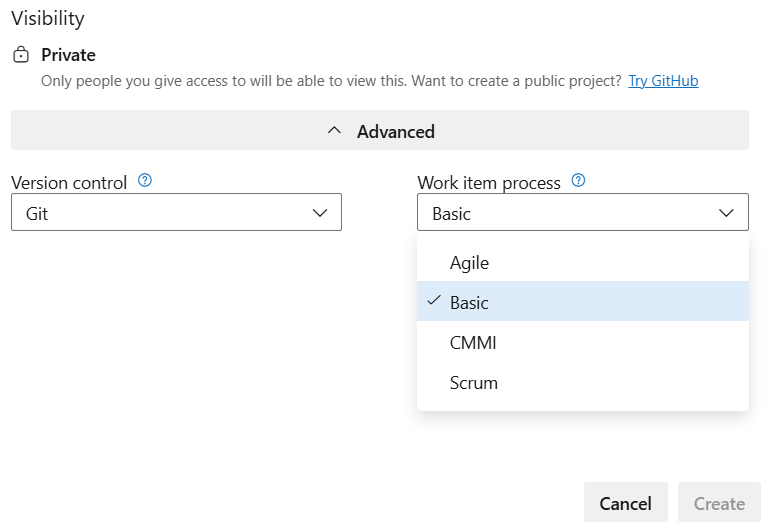 Visibility
Private
Only people you give access to will be able to view this. Want to create a public project? Try GitHub
Advanced
Version control
Work item process
Git
Basic
Agile
Basic
CMMI
Scrum
Cancel
Create